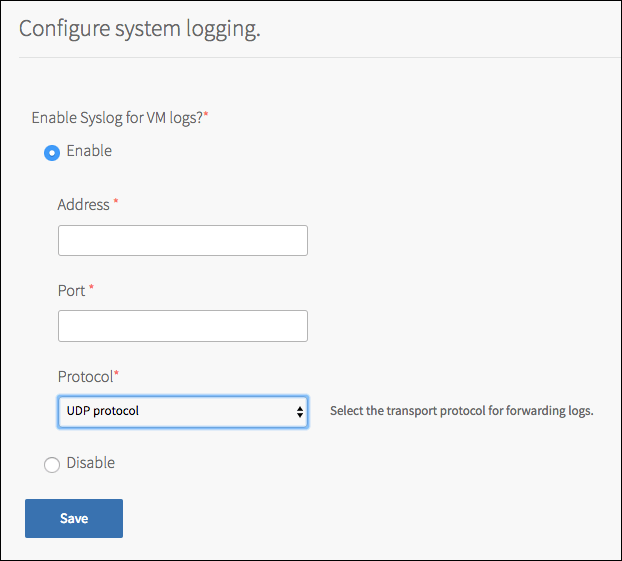 Configure system logging.
Enable Syslog for VM logs?*
Enable
Address *
Port *
Protocol*
UDP protocol
Select the transport protocol for forwarding logs.
Disable
Save